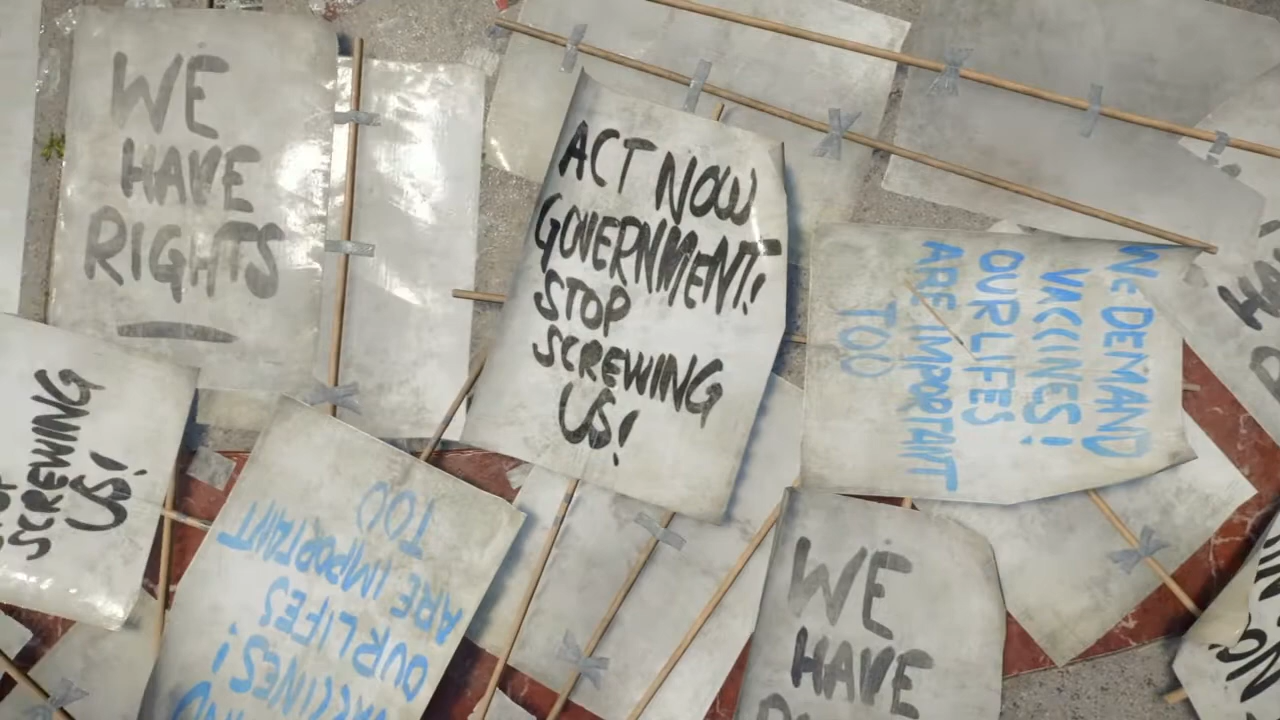 WE
HAVE
RIGHTS
ACT NOW
GOVERNMENT!
STOP
SCREWING
US!
WE DEMAND
VACCINES!
OUR LIFES
ARE IMPORTANT
TOO
SCREWING
US!
OUR LIFES
ARE IMPORTANT
TOO
WE
HAVE